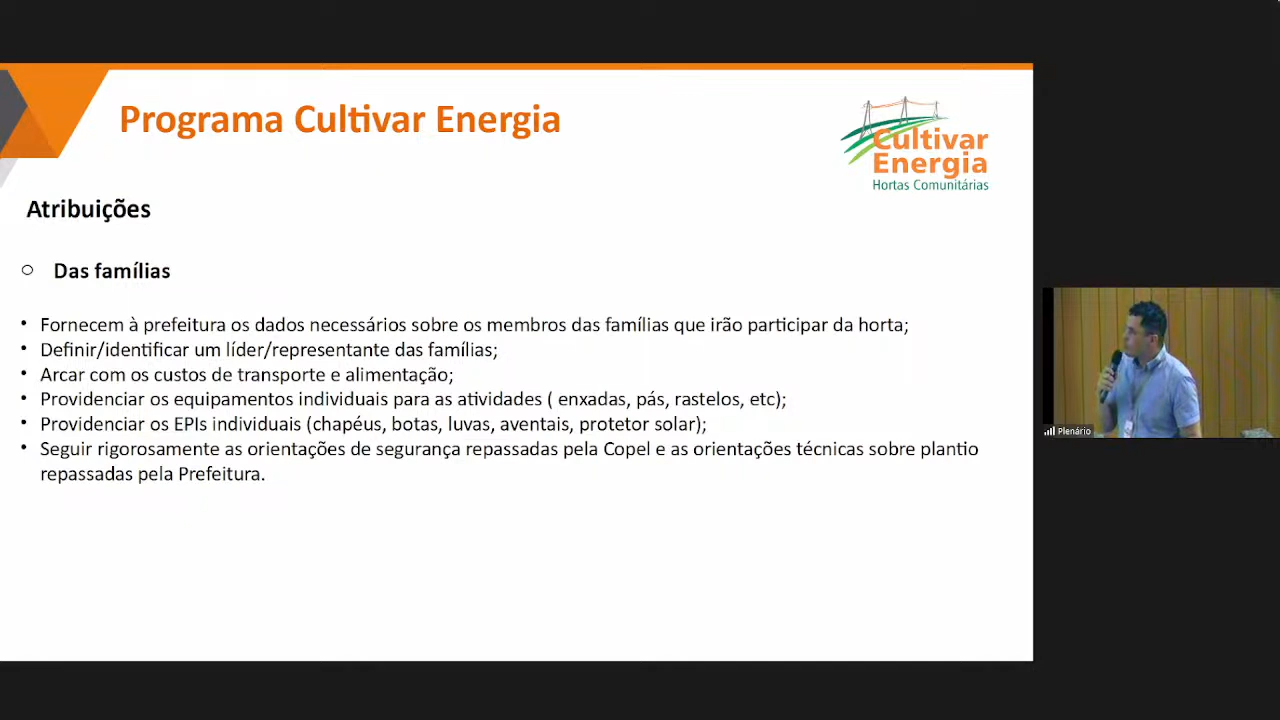 Programa Cultivar Energia
Cultivar
Energia
Hortas Comunitárias
Atribuições
Das famílias
• Fornecem à prefeitura os dados necessários sobre os membros das famílias que irão participar da horta;
• Definir/identificar um líder/representante das famílias;
• Arcar com os custos de transporte e alimentação;
• Providenciar os equipamentos individuais para as atividades ( enxadas, pás, rastelos, etc);
• Providenciar os EPIs individuais (chapéus, botas, luvas, aventais, protetor solar);
• Seguir rigorosamente as orientações de segurança repassadas pela Copel e as orientações técnicas sobre plantio
repassadas pela Prefeitura.
Plenário